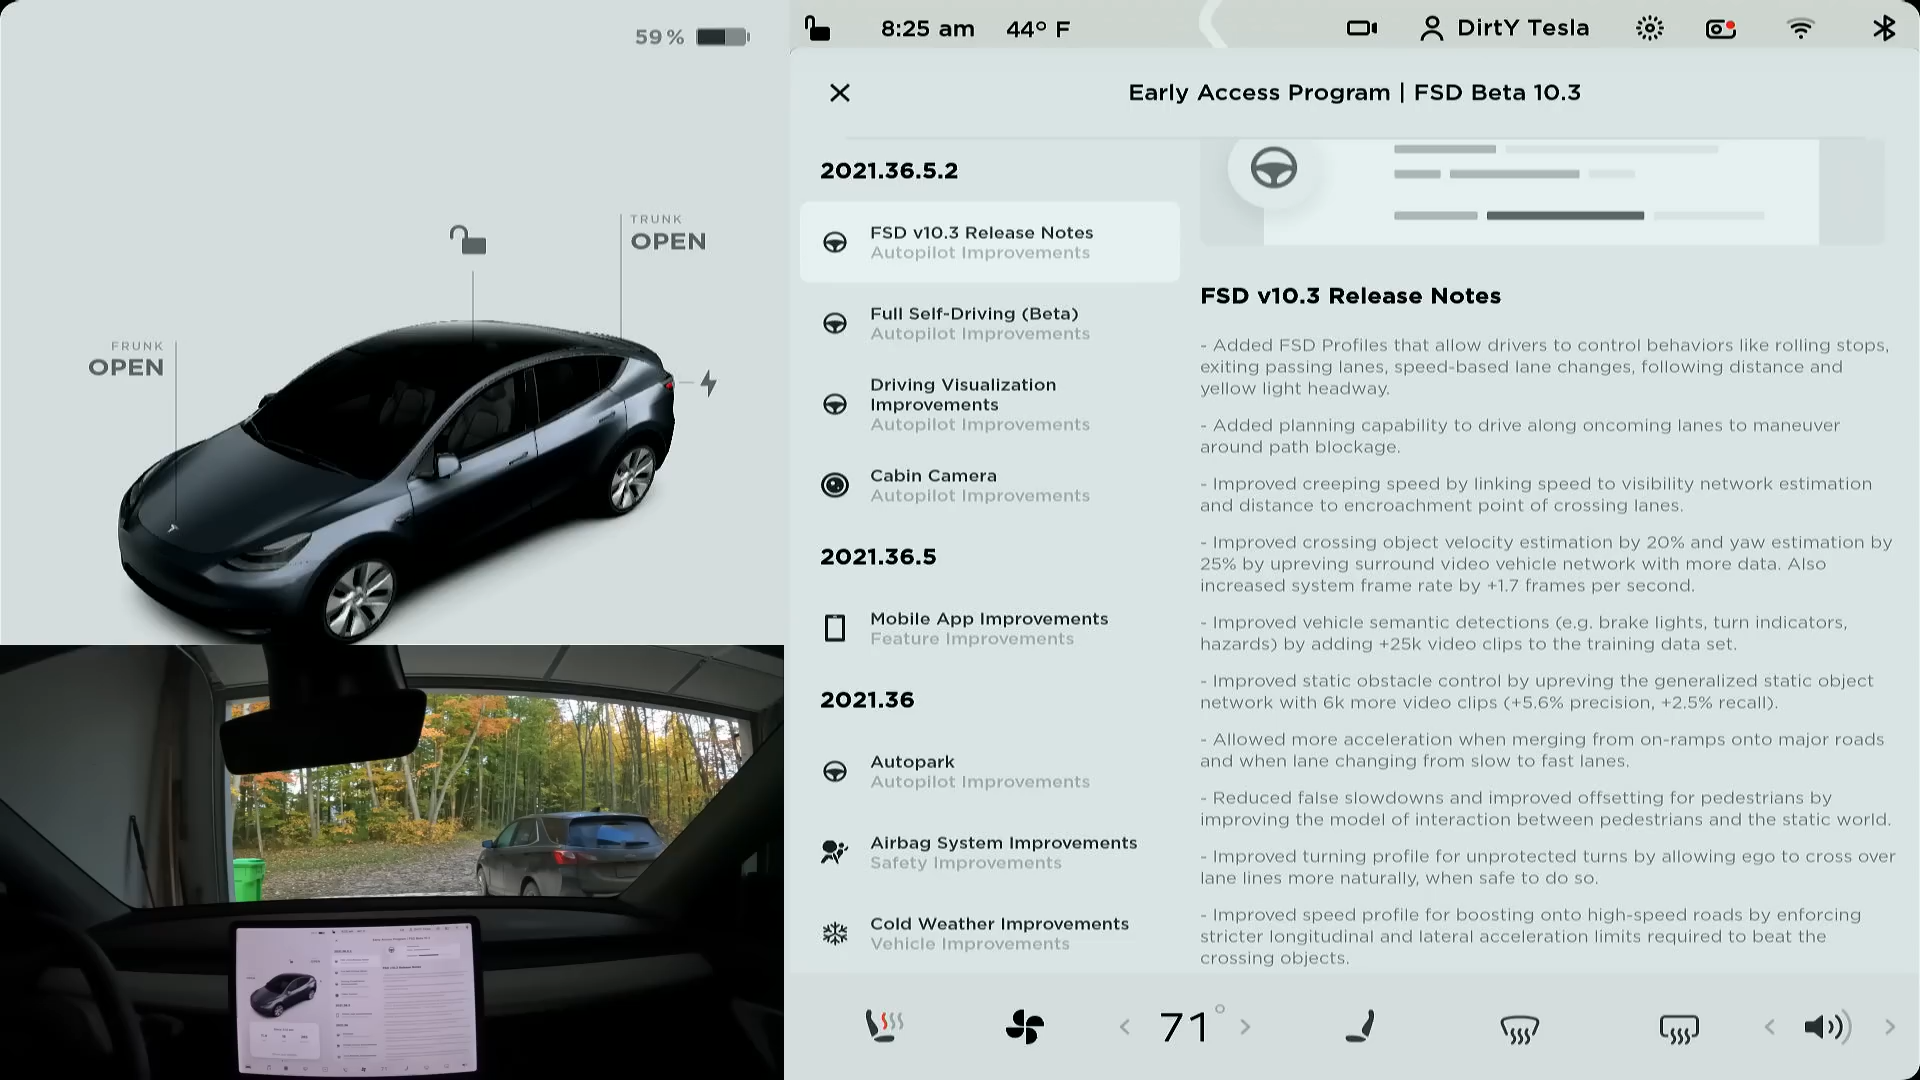 59 %
TRUNK
OPEN
FRUNK
OPEN
8:25 am 44° F
DirtY Tesla
Early Access Program | FSD Beta 10.3
2021.36.5.2
FSD v10.3 Release Notes
Autopilot Improvements
Full Self-Driving (Beta)
Autopilot Improvements
Driving Visualization
Improvements
Autopilot Improvements
Cabin Camera
Autopilot Improvements
2021.36.5
Mobile App Improvements
Feature Improvements
2021.36
Autopark
Autopilot Improvements
Airbag System Improvements
Safety Improvements
Cold Weather Improvements
Vehicle Improvements
FSD v10.3 Release Notes
- Added FSD Profiles that allow drivers to control behaviors like rolling stops,
exiting passing lanes, speed-based lane changes, following distance and
yellow light headway.
- Added planning capability to drive along oncoming lanes to maneuver
around path blockage.
- Improved creeping speed by linking speed to visibility network estimation
and distance to encroachment point of crossing lanes.
- Improved crossing object velocity estimation by 20% and yaw estimation by
25% by upreving surround video vehicle network with more data. Also
increased system frame rate by +1.7 frames per second.
- Improved vehicle semantic detections (e.g. brake lights, turn indicators,
hazards) by adding +25k video clips to the training data set.
- Improved static obstacle control by upreving the generalized static object
network with 6k more video clips (+5.6% precision, +2.5% recall).
- Allowed more acceleration when merging from on-ramps onto major roads
and when lane changing from slow to fast lanes.
- Reduced false slowdowns and improved offsetting for pedestrians by
improving the model of interaction between pedestrians and the static world.
- Improved turning profile for unprotected turns by allowing ego to cross over
lane lines more naturally, when safe to do so.
- Improved speed profile for boosting onto high-speed roads by enforcing
stricter longitudinal and lateral acceleration limits required to beat the
crossing objects.
71°